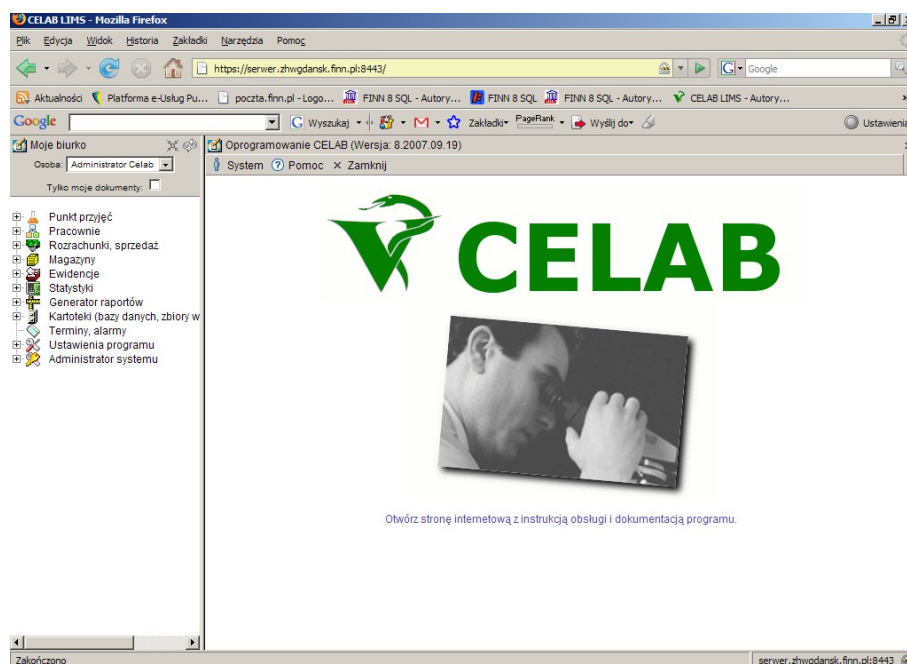 CELAB LIMS - Mozilla Firefox
Plik Edycja Widok Historia Zakładki Narzędzia Pomoc
https://serwer.zhwgdansk.finn.pl:8443/
Google
Aktualności Platforma e-Usług Pu... poczta.finn.pl - Logo... FINN 8 SQL - Autory... FINN 8 SQL FINN 8 SQL - Autory... CELAB LIMS - Autory...
Google Wyszukaj Zakładki PageRank Wyślij do Ustawienia
Moje biurko
Oprogramowanie CELAB (Wersja: 8.2007.09.19)
Osoba: Administrator Celab
System Pomoc Zamknij
Tylko moje dokumenty:
Punkt przyjęć
Pracownie
Rozrachunki, sprzedaż
Magazyny
Ewidencje
Statystyki
Generator raportów
Kartoteki (bazy danych, zbiory w
Terminy, alarmy
Ustawienia programu
Administrator systemu
CELAB
Otwórz stronę internetową z instrukcją obsługi i dokumentacją programu.
Zakończono
serwer.zhwgdansk.finn.pl:8443